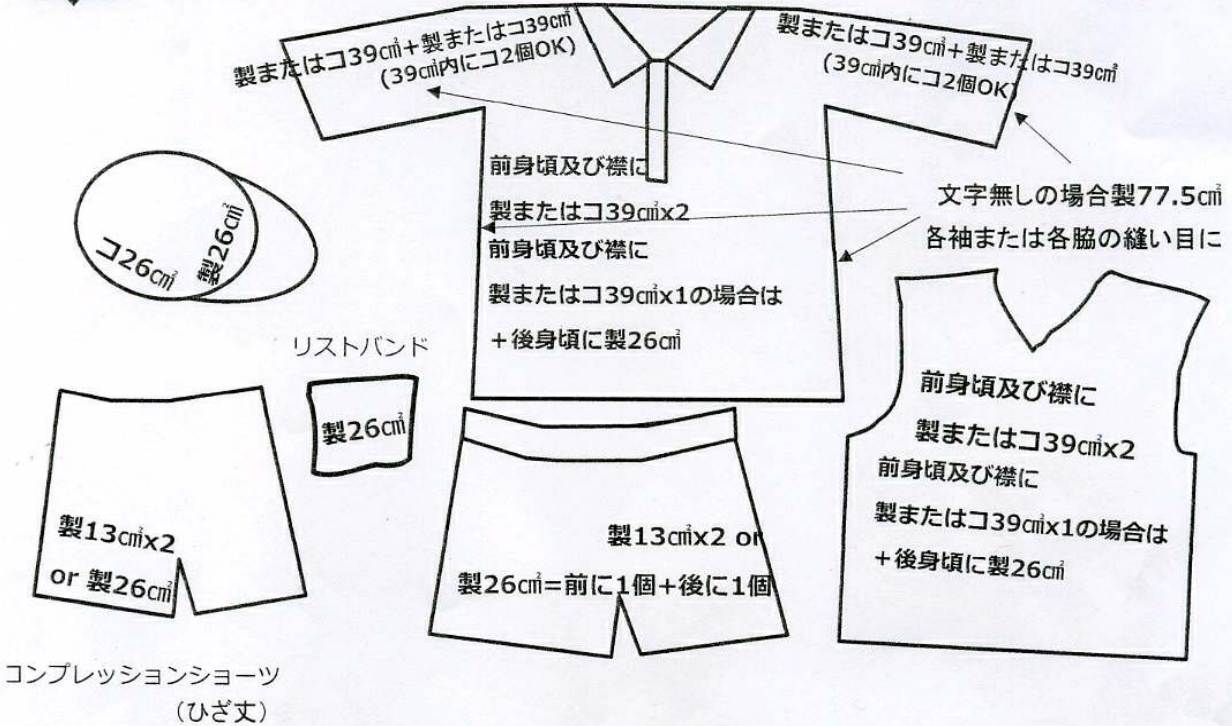 製またはコ39㎠+製またはコ39㎠
(39㎠内にコ2個OK)
製またはコ39㎠+製またはコ39㎠
(39㎠内にコ2個OK)
前身頃及び襟に
製またはコ39㎠x2
前身頃及び襟に
製またはコ39㎠x1の場合は
+後身頃に製26㎠
文字無しの場合製77.5㎠
各袖または各脇の縫い目に
コ26㎠
製26㎠
リストバンド
製26㎠
前身頃及び襟に
製またはコ39㎠x2
前身頃及び襟に
製またはコ39㎠x1の場合は
+後身頃に製26㎠
製13㎠x2
or 製26㎠
製13㎠x2 or
製26㎠=前に1個+後に1個
コンプレッションショーツ
(ひざ丈)